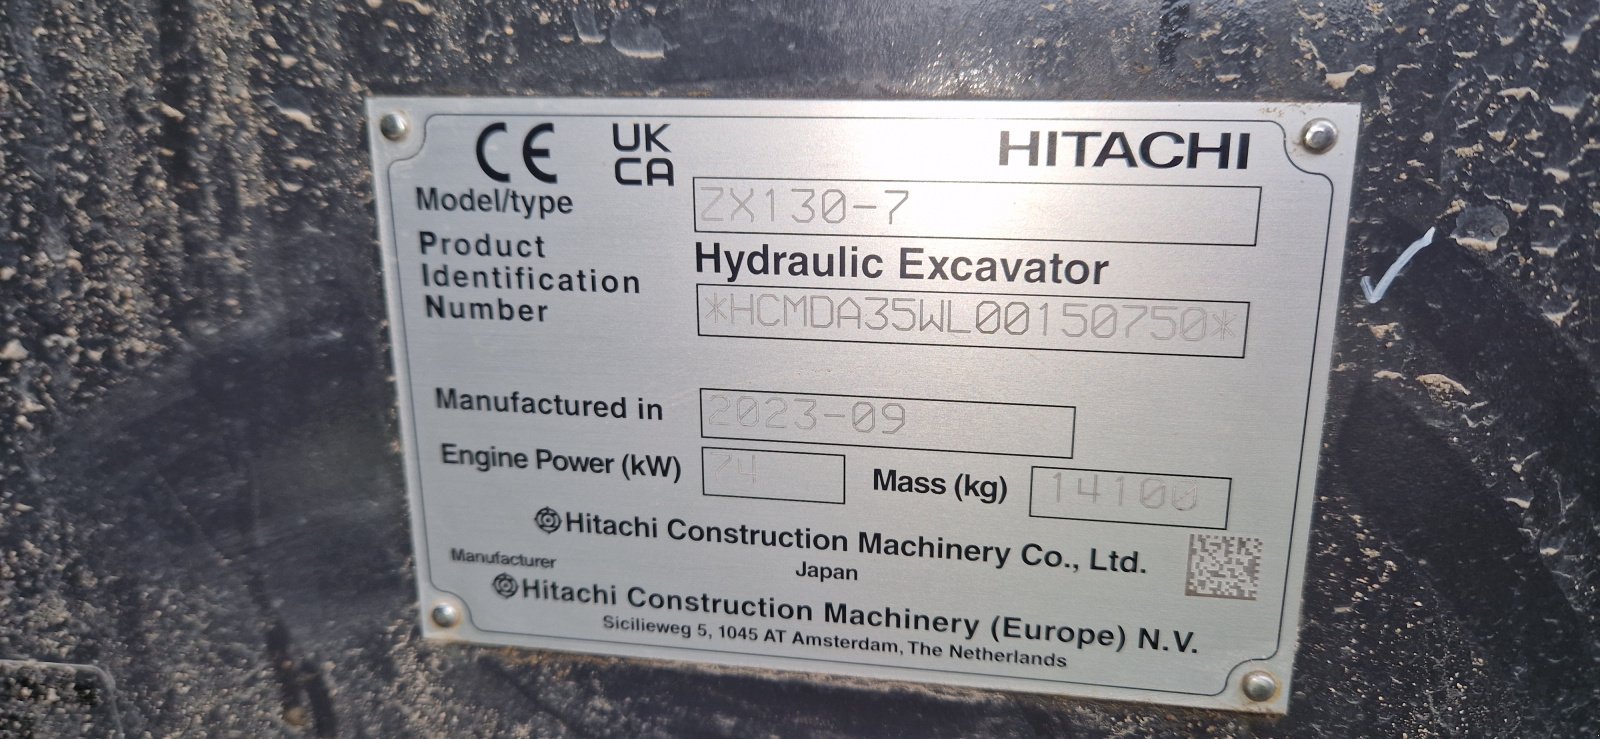 CE UK CA HITACHI
Model/type ZX130-7
Product Identification Number
Hydraulic Excavator
*HCMDA35WL00150750*
Manufactured in 2023-09
Engine Power (kW) 74 Mass (kg) 14100
Hitachi Construction Machinery Co., Ltd.
Japan
Manufacturer
Hitachi Construction Machinery (Europe) N.V.
Sicilieweg 5, 1045 AT Amsterdam, The Netherlands